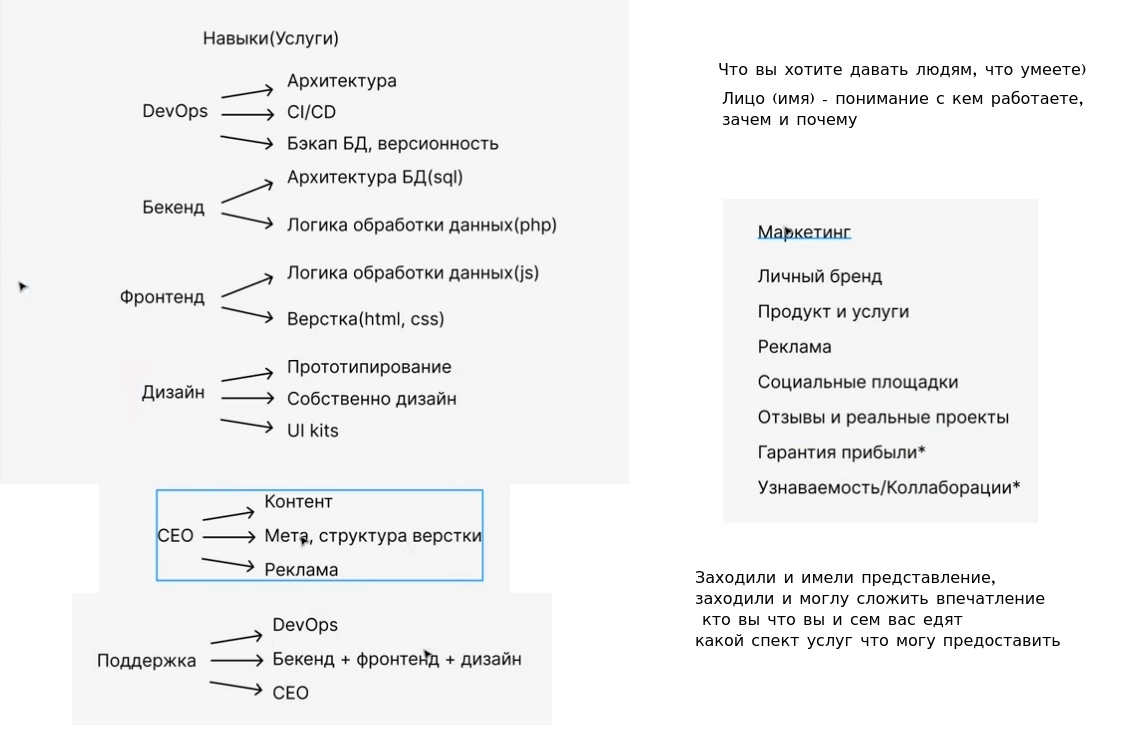 Навыки(Услуги)
DevOps
Архитектура
CI/CD
Бэкап БД, версионность
Бекенд
Архитектура БД(sql)
Логика обработки данных(php)
Фронтенд
Логика обработки данных(js)
Верстка(html, css)
Дизайн
Прототипирование
Собственно дизайн
UI kits
СЕО
Контент
Мета, структура верстки
Реклама
Поддержка
DevOps
Бекенд + фронтенд + дизайн
СЕО
Что вы хотите давать людям, что умеете)
Лицо (имя) - понимание с кем работаете,
зачем и почему
Маркетинг
Личный бренд
Продукт и услуги
Реклама
Социальные площадки
Отзывы и реальные проекты
Гарантия прибыли*
Узнаваемость/Коллаборации*
Заходили и имели представление,
заходили и моглу сложить впечатление
кто вы что вы и сем вас едят
какой спект услуг что могу предоставить